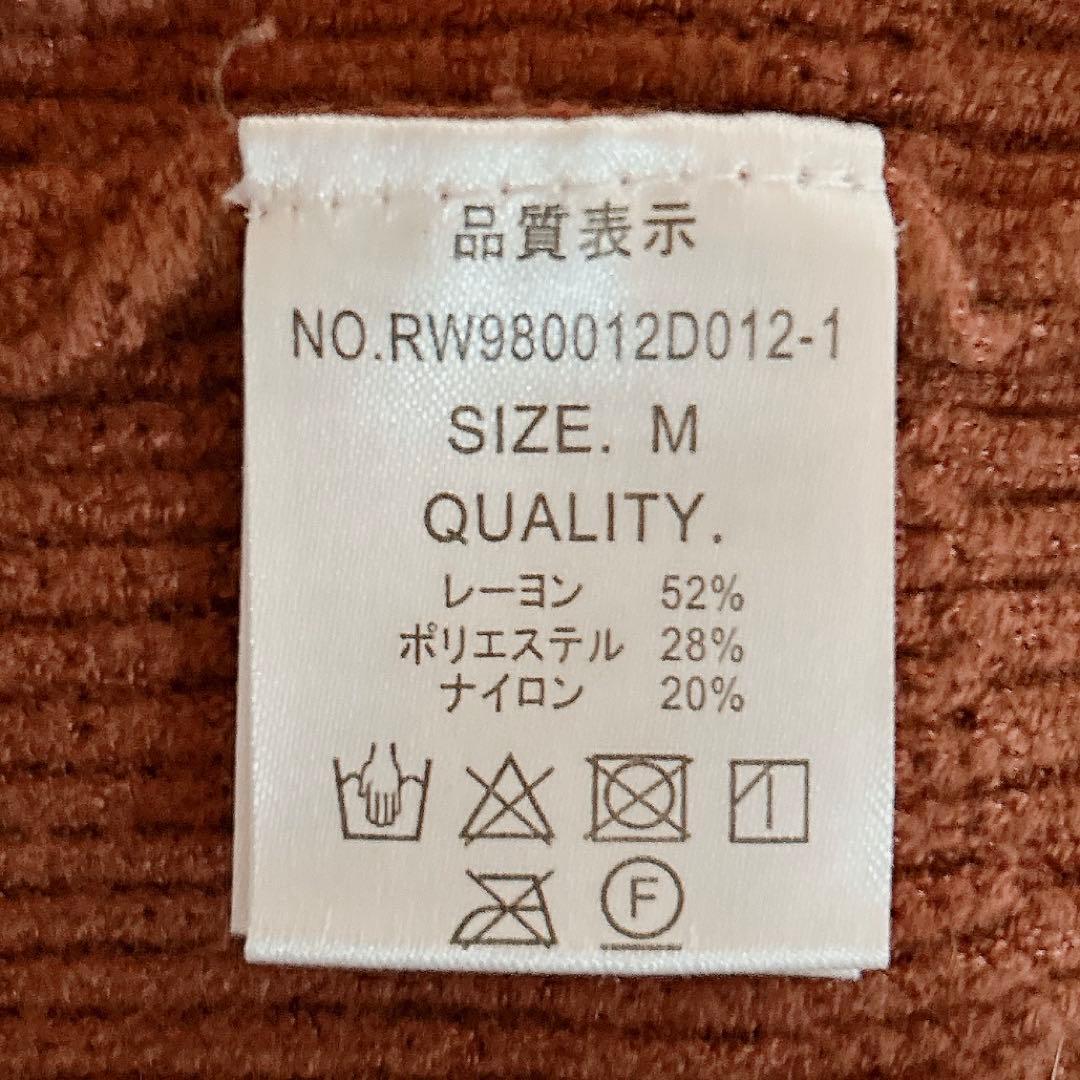 品質表示
NO.RW980012D012-1
SIZE. M
QUALITY.
レーヨン 52%
ポリエステル 28%
ナイロン 20%
F